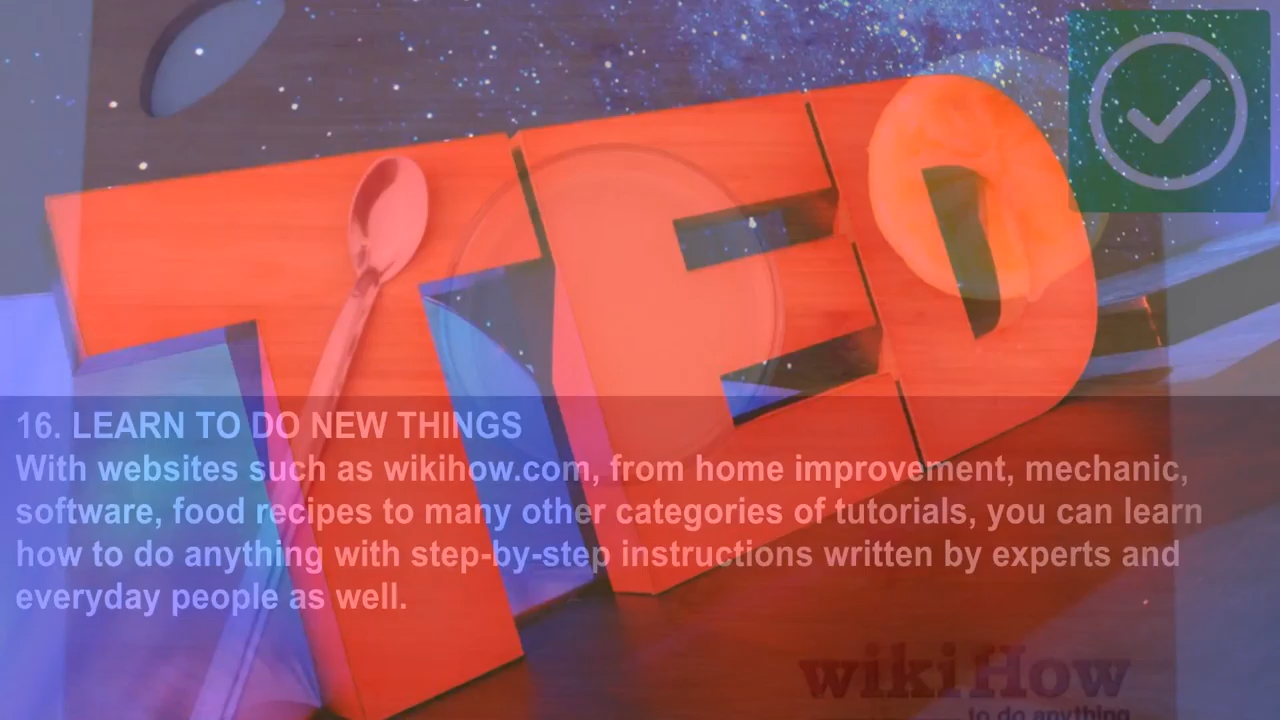 TED
16. LEARN TO DO NEW THINGS
With websites such as wikihow.com, from home improvement, mechanic,
software, food recipes to many other categories of tutorials, you can learn
how to do anything with step-by-step instructions written by experts and
everyday people as well.
wikiHow
to do anything